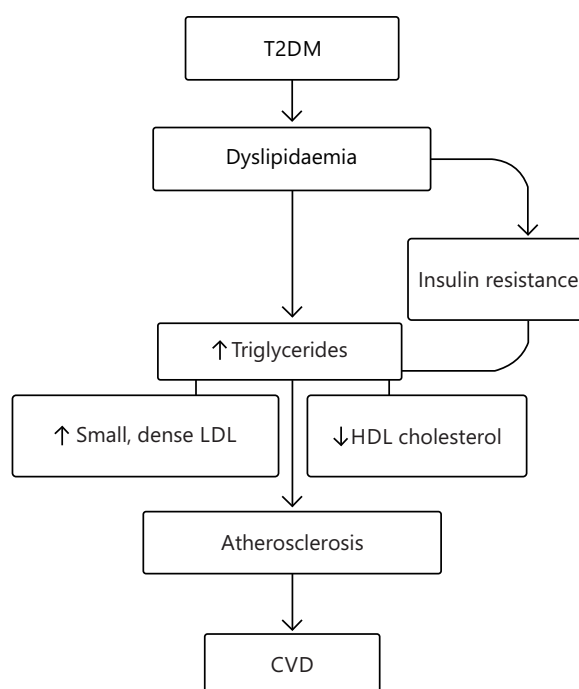 T2DM
Dyslipidaemia
Insulin resistance
↑ Triglycerides
↑ Small, dense LDL
↓HDL cholesterol
Atherosclerosis
CVD